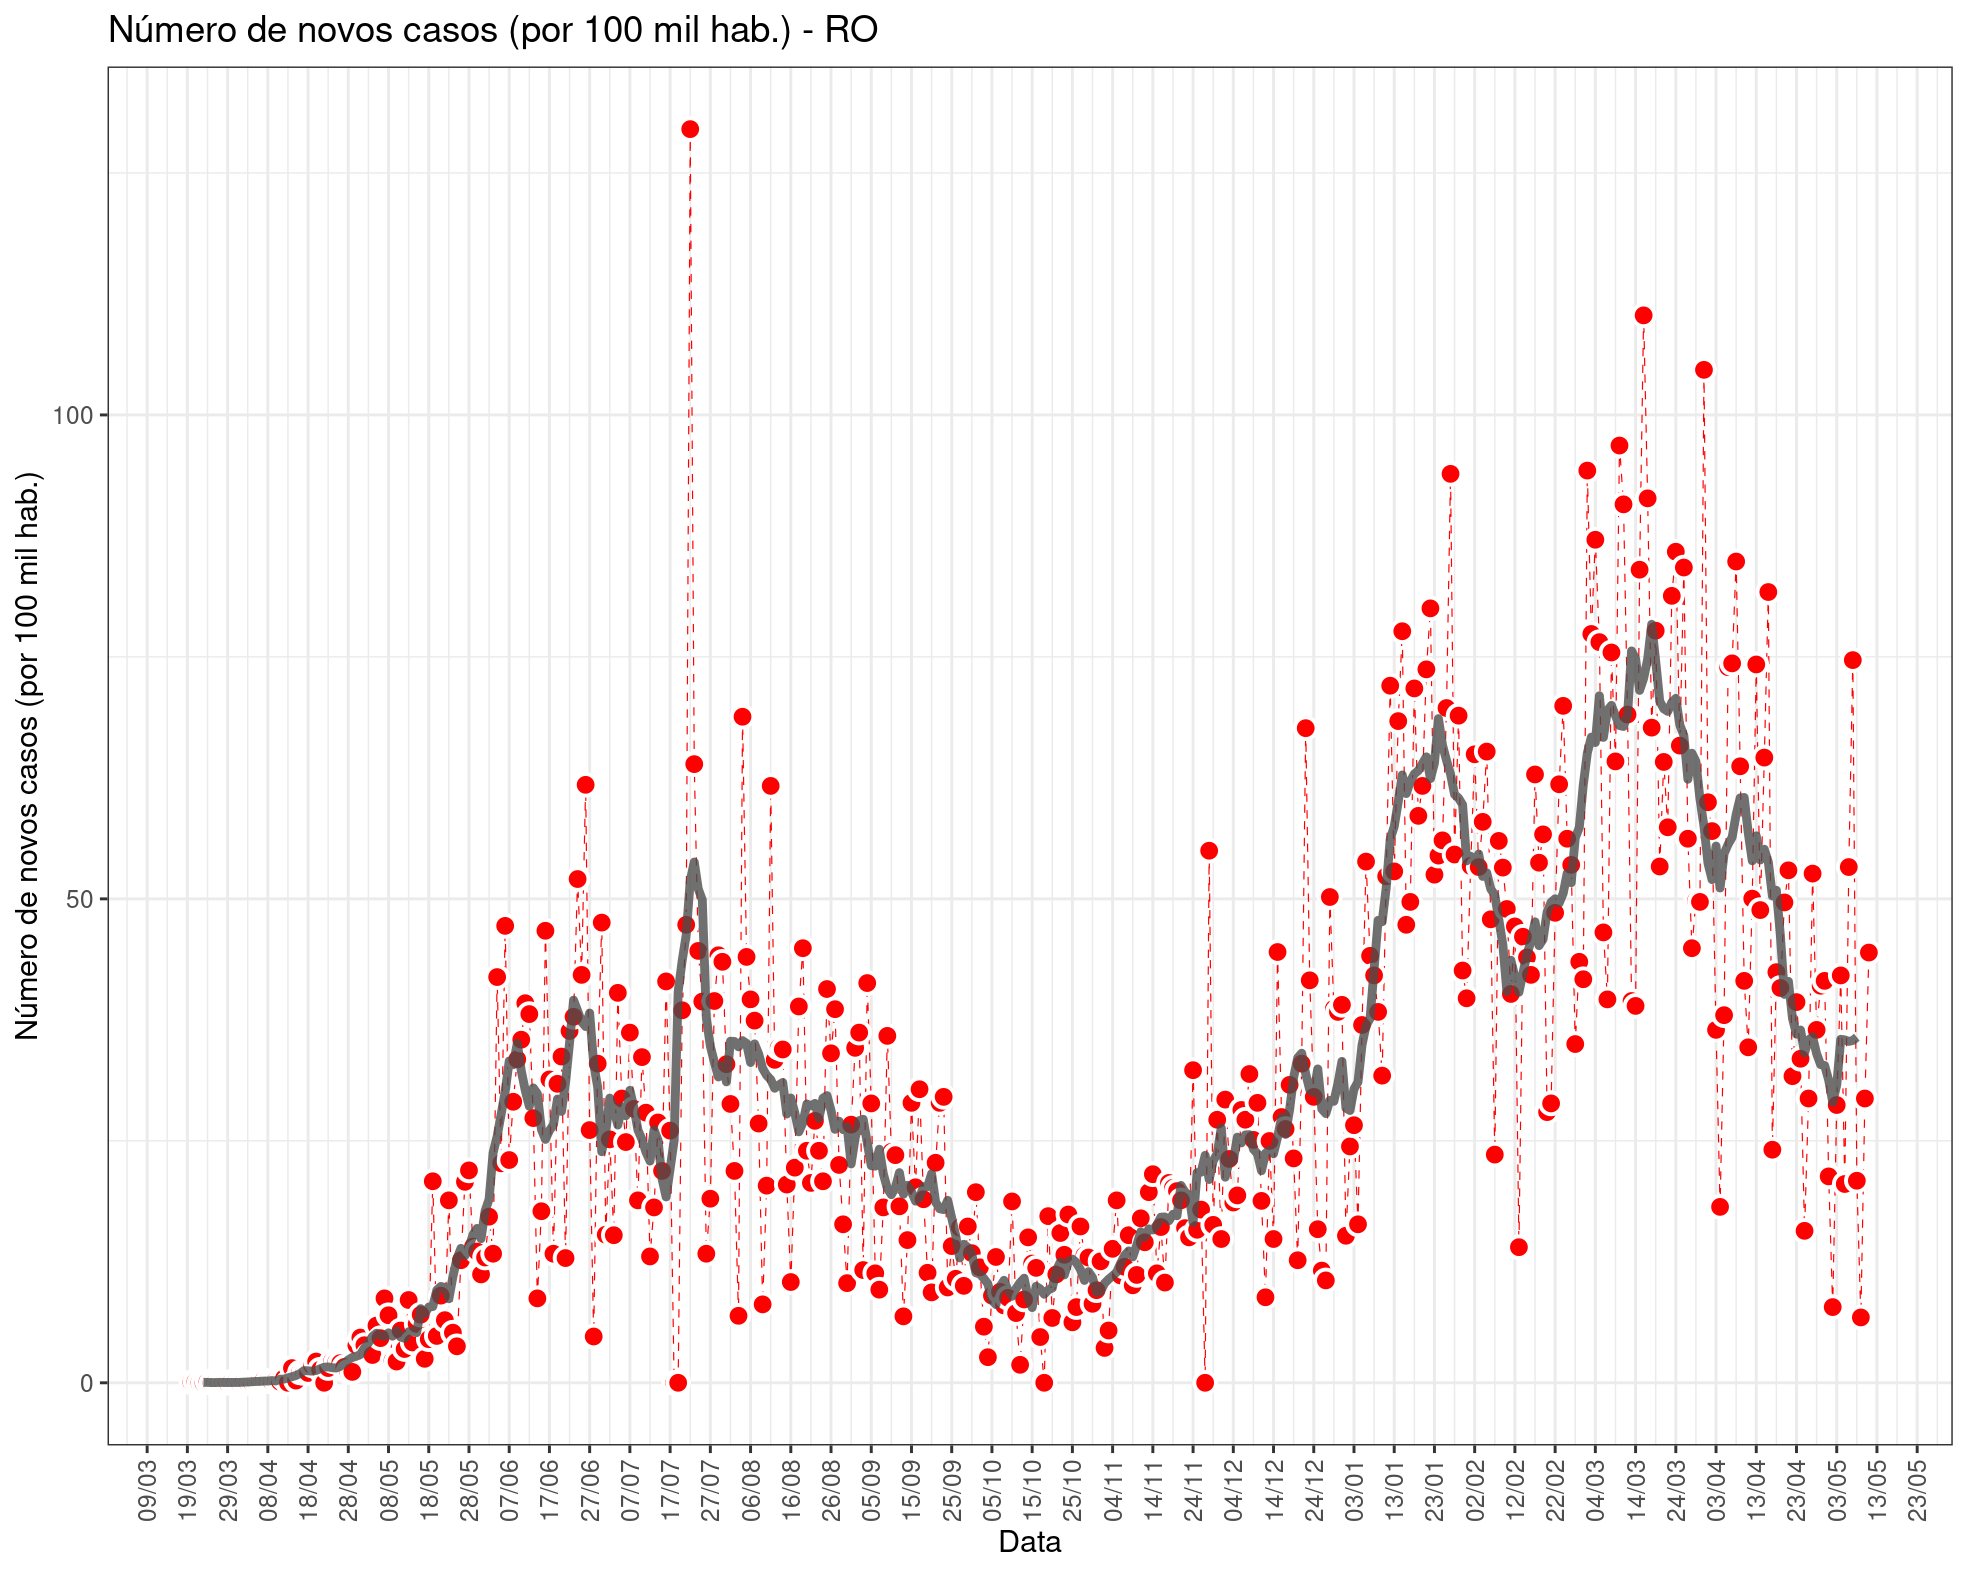 Número de novos casos (por 100 mil hab.) - RO
Número de novos casos (por 100 mil hab.)
100
50
0
09/03 19/03 29/03 08/04 18/04 28/04 08/05 18/05 28/05 07/06 17/06 27/06 07/07 17/07 27/07 06/08 16/08 26/08 05/09 15/09 25/09 05/10 15/10 25/10 04/11 14/11 24/11 04/12 14/12 24/12 03/01 13/01 23/01 02/02 12/02 22/02 04/03 14/03 24/03 03/04 13/04 23/04 03/05 13/05 23/05
Data